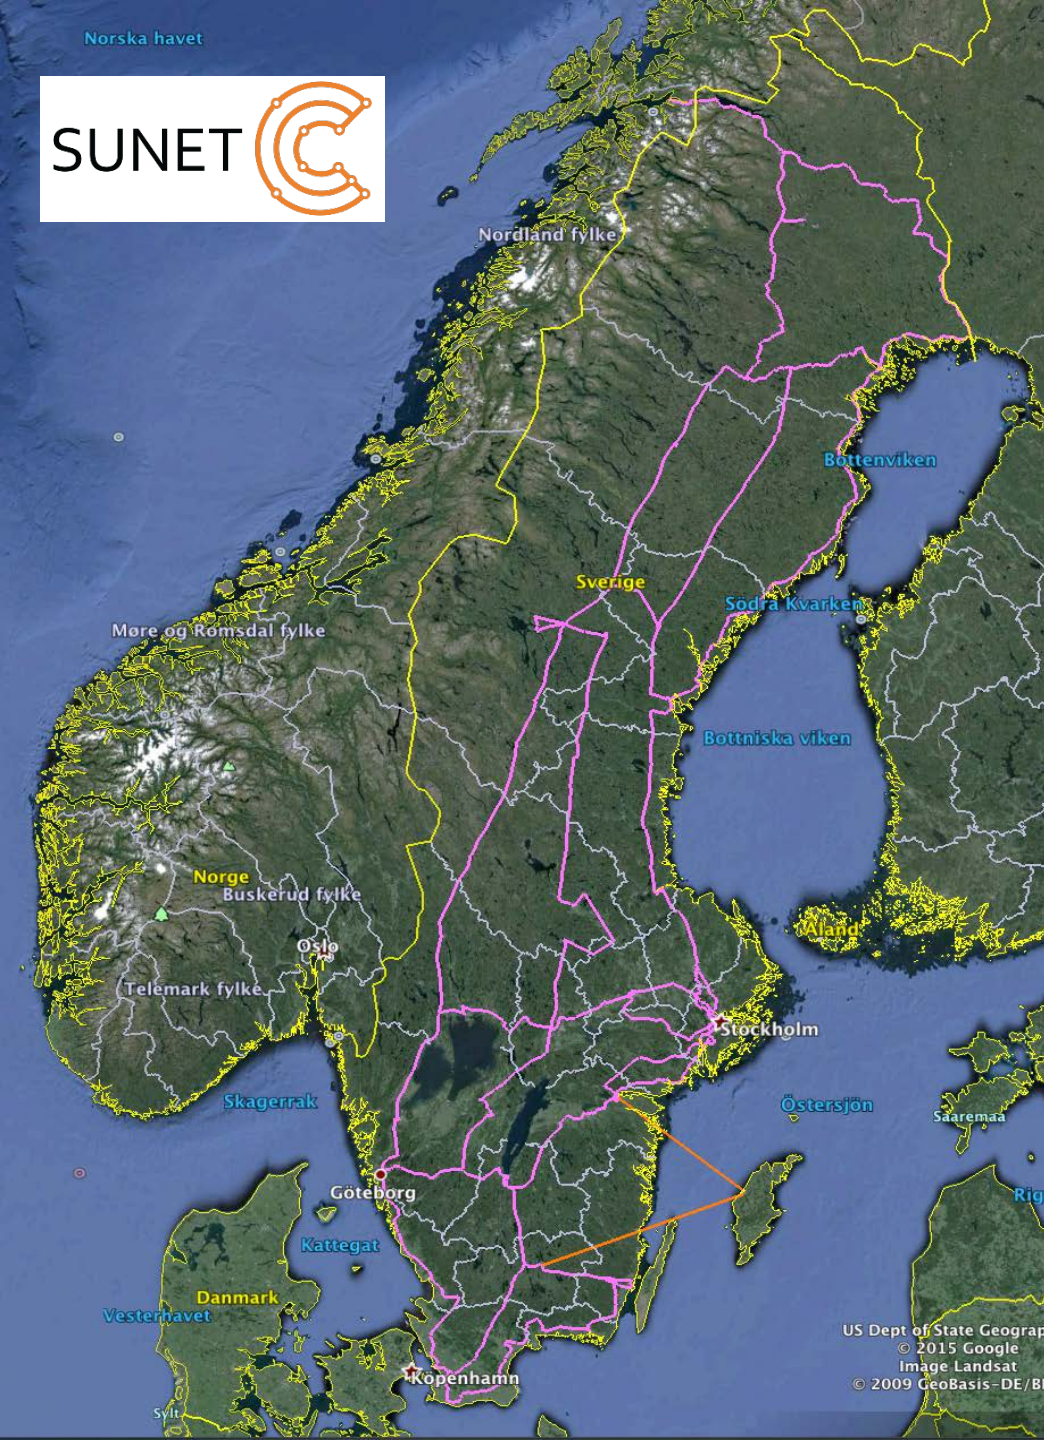 Norska havet
SUNET
Nordland fylke
Bottenviken
Sverige
Södra Kvarken
Møre og Romsdal fylke
Bottniska viken
Norge
Buskerud fylke
Åland
Oslo
Telemark fylke
Stockholm
Skagerrak
Östersjön
Saaremaa
Göteborg
Rig
Kattegat
Danmark
Vesterhavet
US Dept of State Geograp
© 2015 Google
Image Landsat
© 2009 GeoBasis-DE/B
Köpenhamn
Sylt